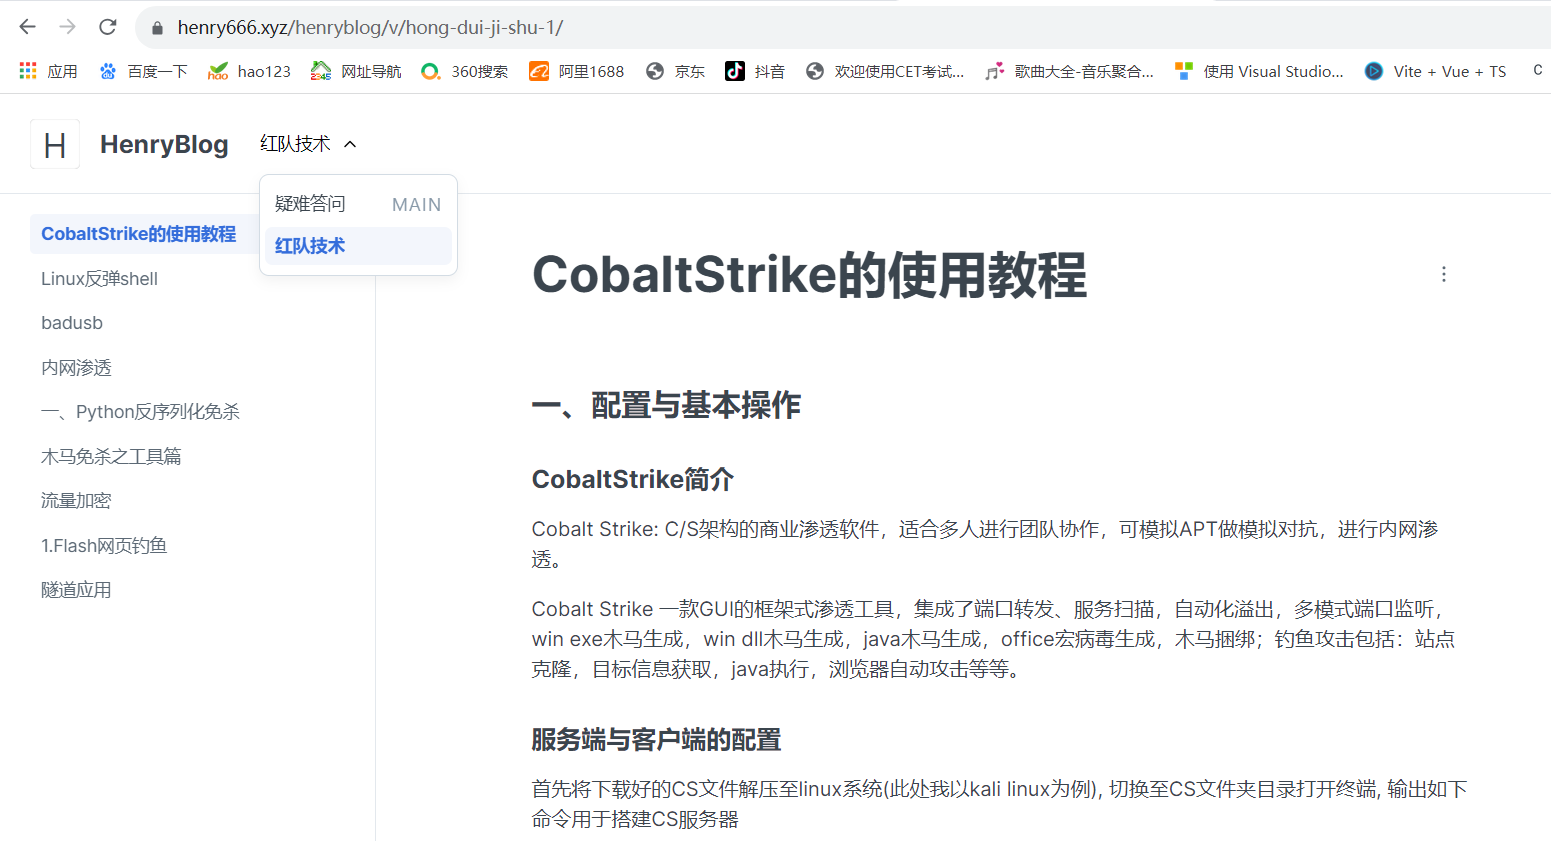 henry666.xyz/henryblog/v/hong-dui-ji-shu-1/
应用 百度一下 hao123 网址导航 360搜索 阿里1688 京东 抖音 欢迎使用CET考试... 歌曲大全-音乐聚合... 使用 Visual Studio... Vite + Vue + TS C
H HenryBlog 红队技术
疑难答问 MAIN
红队技术
CobaltStrike的使用教程
Linux反弹shell
badusb
内网渗透
一、Python反序列化免杀
木马免杀之工具篇
流量加密
1.Flash网页钓鱼
隧道应用
CobaltStrike的使用教程
一、配置与基本操作
CobaltStrike简介
Cobalt Strike: C/S架构的商业渗透软件，适合多人进行团队协作，可模拟APT做模拟对抗，进行内网渗
透。
Cobalt Strike 一款GUI的框架式渗透工具，集成了端口转发、服务扫描，自动化溢出，多模式端口监听，
win exe木马生成，win dll木马生成，java木马生成，office宏病毒生成，木马捆绑；钓鱼攻击包括：站点
克隆，目标信息获取，java执行，浏览器自动攻击等等。
服务端与客户端的配置
首先将下载好的CS文件解压至linux系统(此处我以kali linux为例), 切换至CS文件夹目录打开终端, 输出如下
命令用于搭建CS服务器